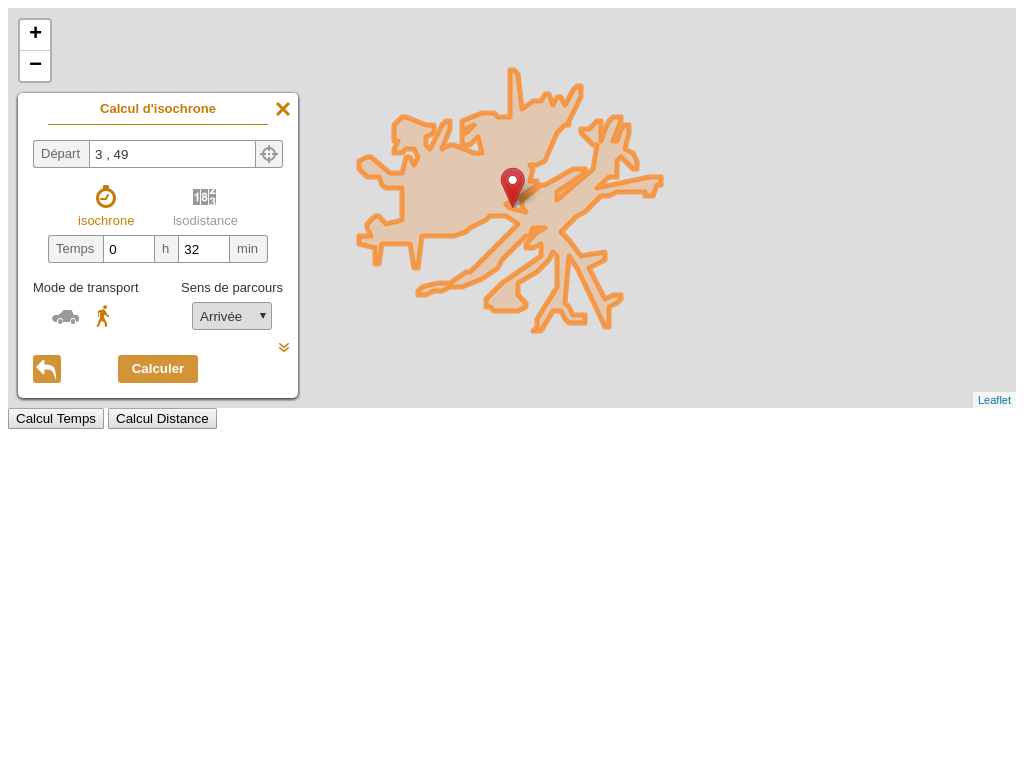 +
−
Calcul d'isochrone
Départ 3 , 49
isochrone isodistance
Temps 0 h 32 min
Mode de transport Sens de parcours
Arrivée
Calculer
Leaflet
Calcul Temps Calcul Distance